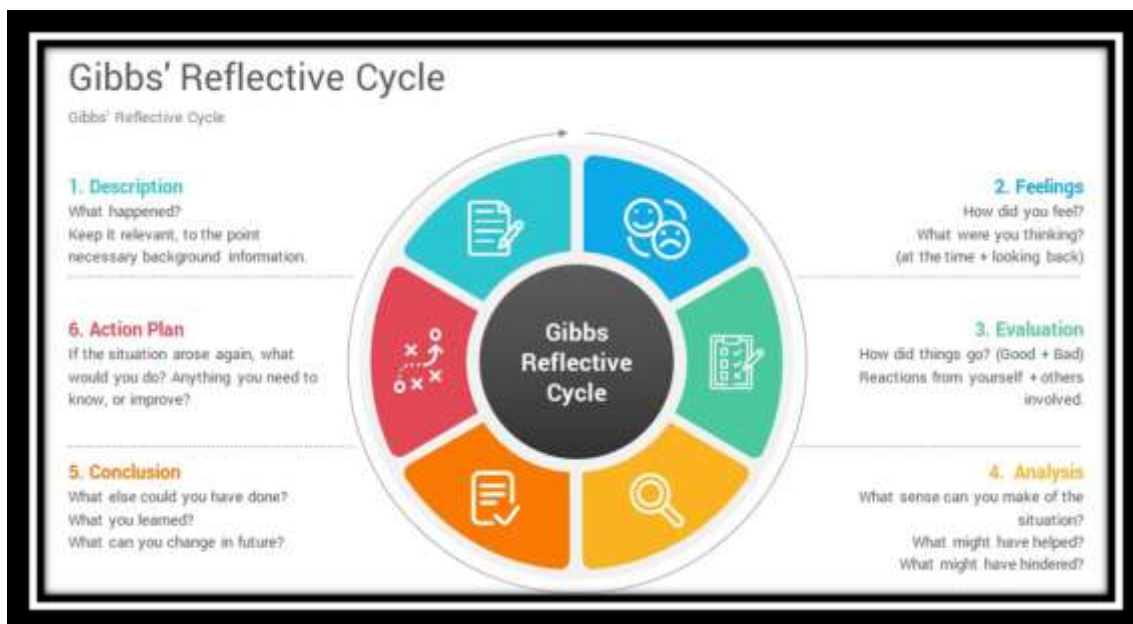 Gibbs' Reflective Cycle
Gibbs' Reflective Cycle
1. Description
What happened?
Keep it relevant, to the point
necessary background information.
2. Feelings
How did you feel?
What were you thinking?
(at the time + looking back)
3. Evaluation
How did things go? (Good + Bad)
Reactions from yourself + others
involved.
4. Analysis
What sense can you make of the
situation?
What might have helped?
What might have hindered?
5. Conclusion
What else could you have done?
What you learned?
What can you change in future?
6. Action Plan
If the situation arose again, what
would you do? Anything you need to
know, or improve?
Gibbs
Reflective
Cycle